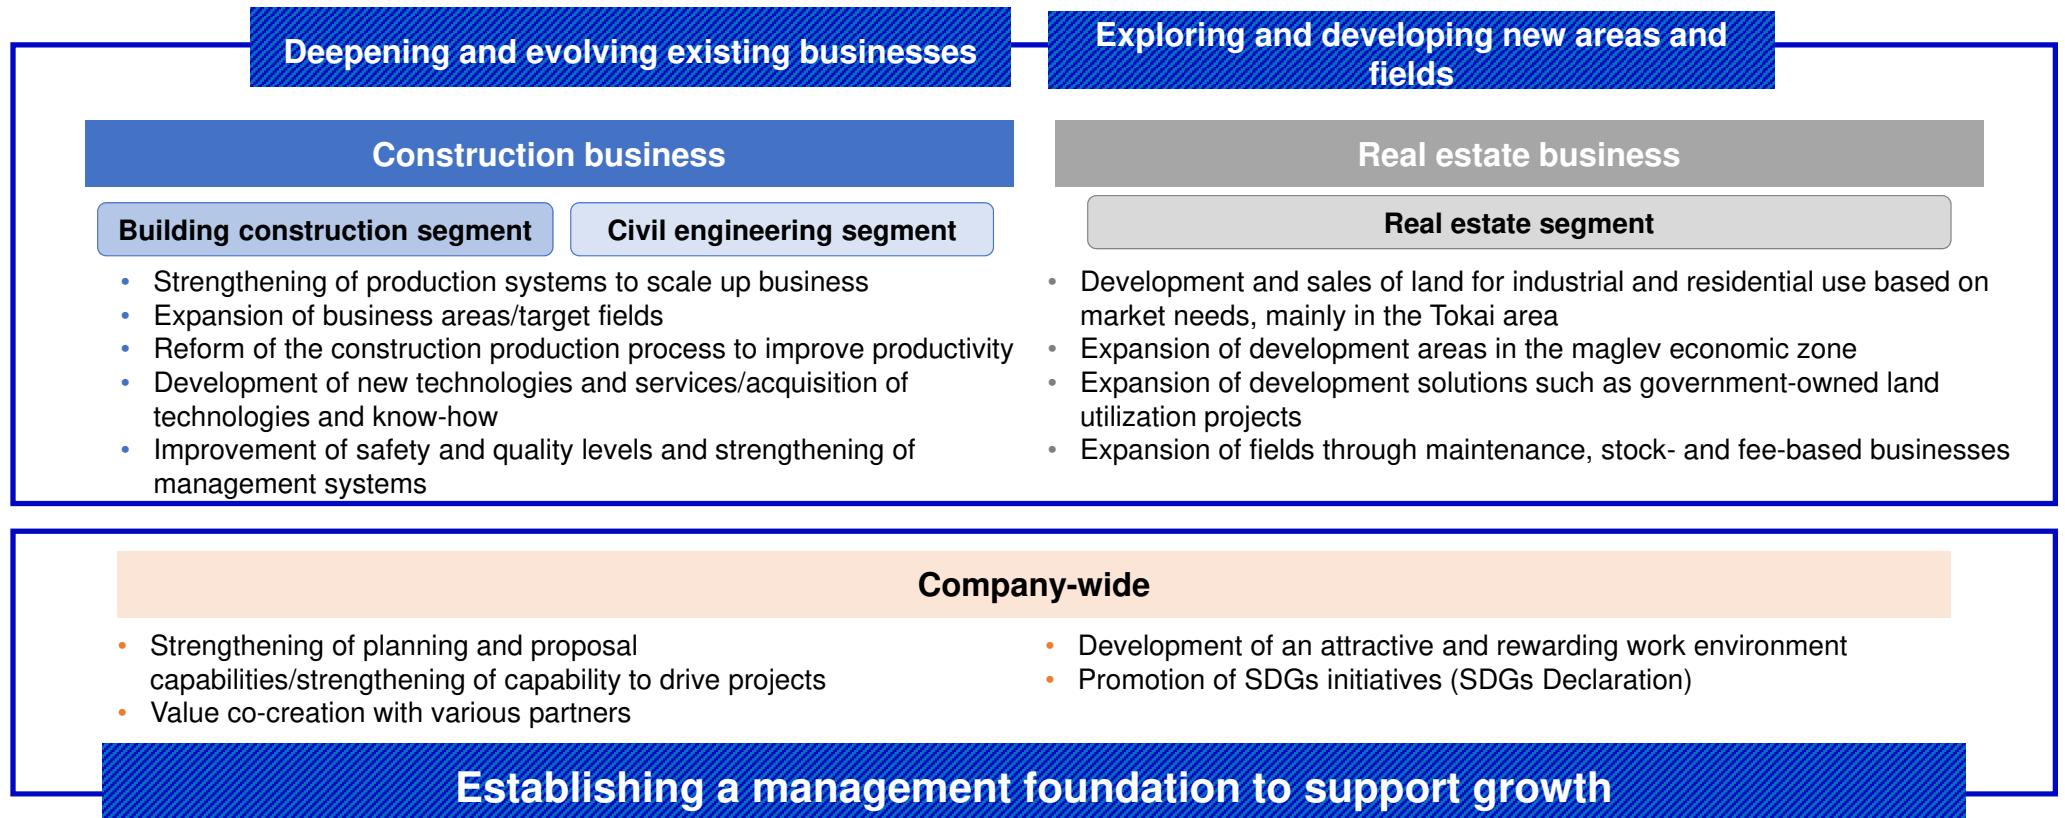 Deepening and evolving existing businesses
Exploring and developing new areas and
fields
Construction business
Building construction segment
Civil engineering segment
• Strengthening of production systems to scale up business
• Expansion of business areas/target fields
• Reform of the construction production process to improve productivity
• Development of new technologies and services/acquisition of
technologies and know-how
• Improvement of safety and quality levels and strengthening of
management systems
Real estate business
Real estate segment
• Development and sales of land for industrial and residential use based on
market needs, mainly in the Tokai area
• Expansion of development areas in the maglev economic zone
• Expansion of development solutions such as government-owned land
utilization projects
• Expansion of fields through maintenance, stock- and fee-based businesses
Company-wide
• Strengthening of planning and proposal
capabilities/strengthening of capability to drive projects
• Value co-creation with various partners
• Development of an attractive and rewarding work environment
• Promotion of SDGs initiatives (SDGs Declaration)
Establishing a management foundation to support growth